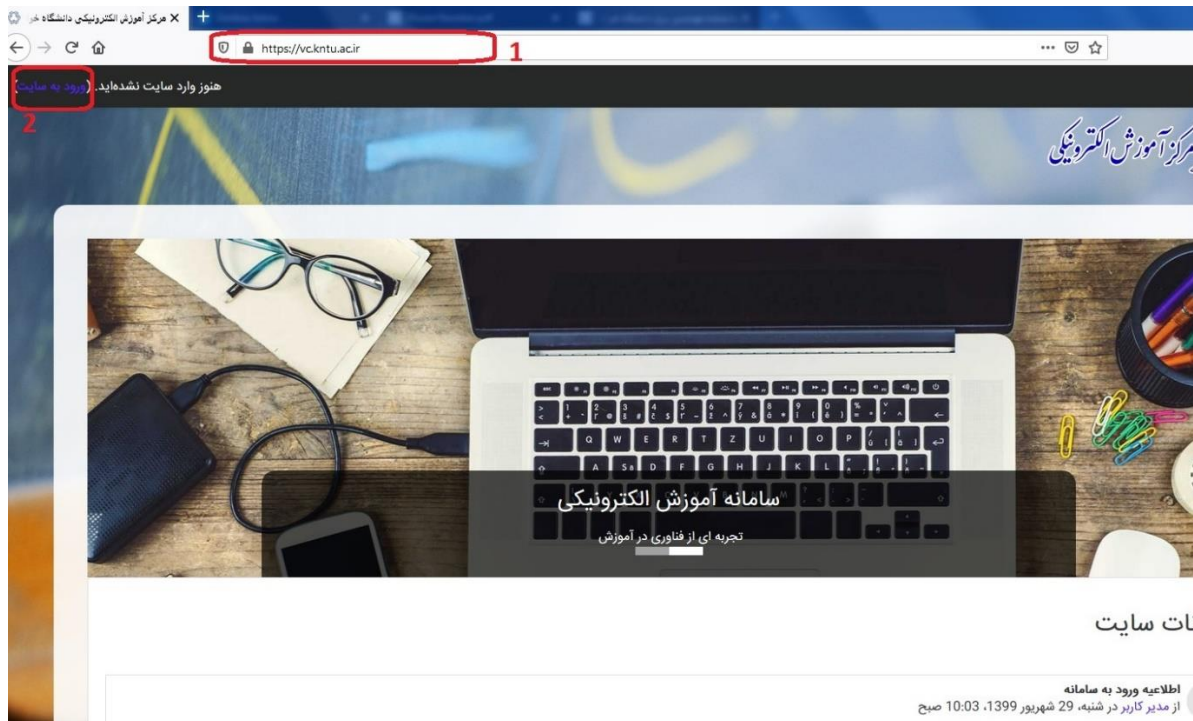 مرکز آموزش الکترونیکی دانشگاه خو
https://vc.kntu.ac.ir
1
هنوز وارد سایت نشده‌اید. (ورود به سایت)
2
مرکز آموزش الکترونیکی
سامانه آموزش الکترونیکی
تجربه ای از فناوری در آموزش
سایت
اطلاعیه ورود به سامانه
از مدیر کاربر در شنبه، 29 شهریور 1399، 10:03 صبح